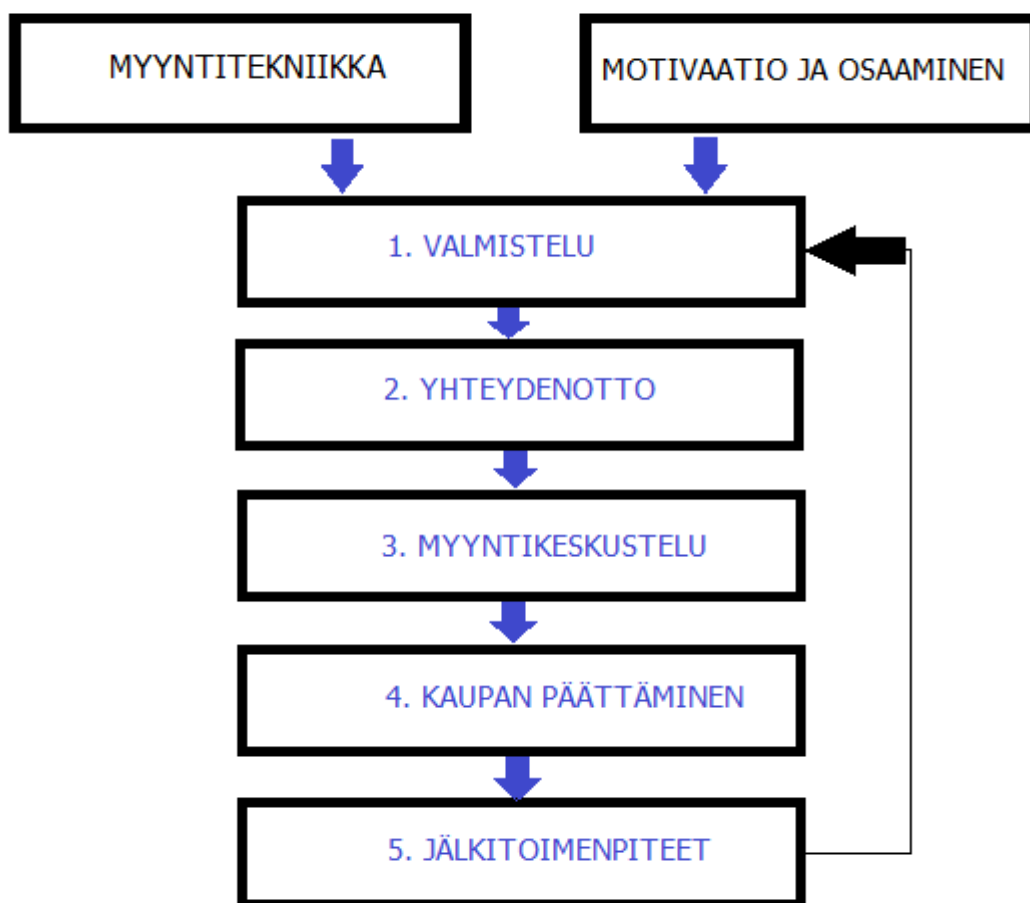 MYYNTITEKNIIKKA
MOTIVAATIO JA OSAAMINEN
1. VALMISTELU
2. YHTEYDENOTTO
3. MYYNTIKESKUSTELU
4. KAUPAN PÄÄTTÄMINEN
5. JÄLKITOIMENPITEET